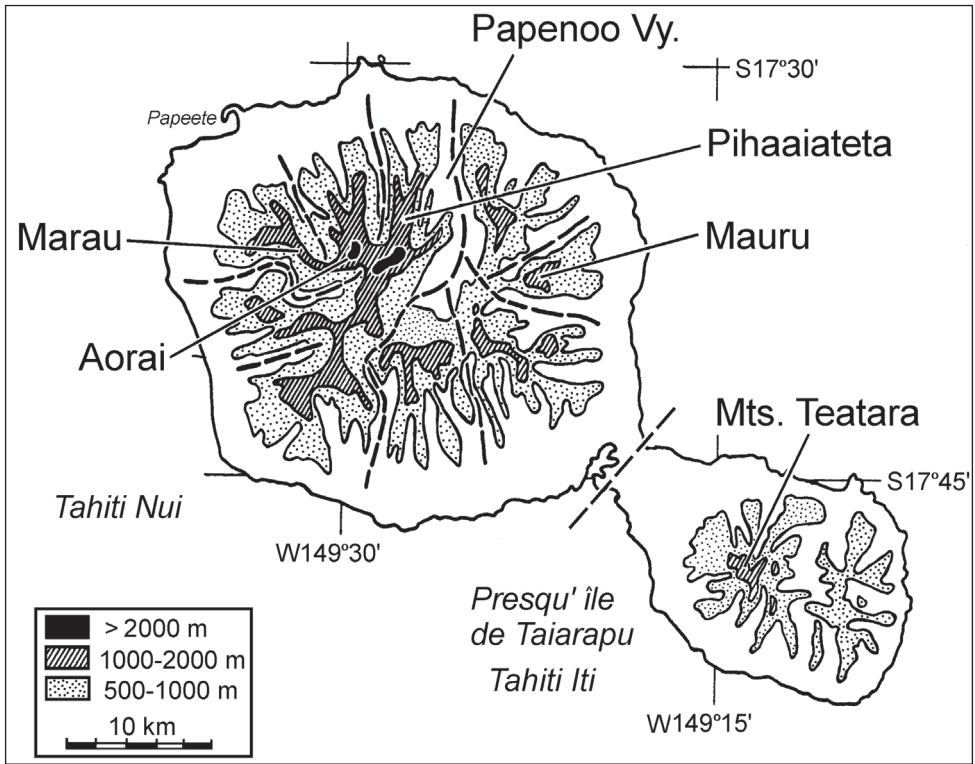 Papenoo Vy.
S17º30'
Papeete
Pihaaiateta
Marau
Mauru
Aorai
Mts. Teatara
S17º45'
Tahiti Nui
W149º30'
Presqu' île
de Taiarapu
Tahiti Iti
W149º15'
> 2000 m
1000-2000 m
500-1000 m
10 km